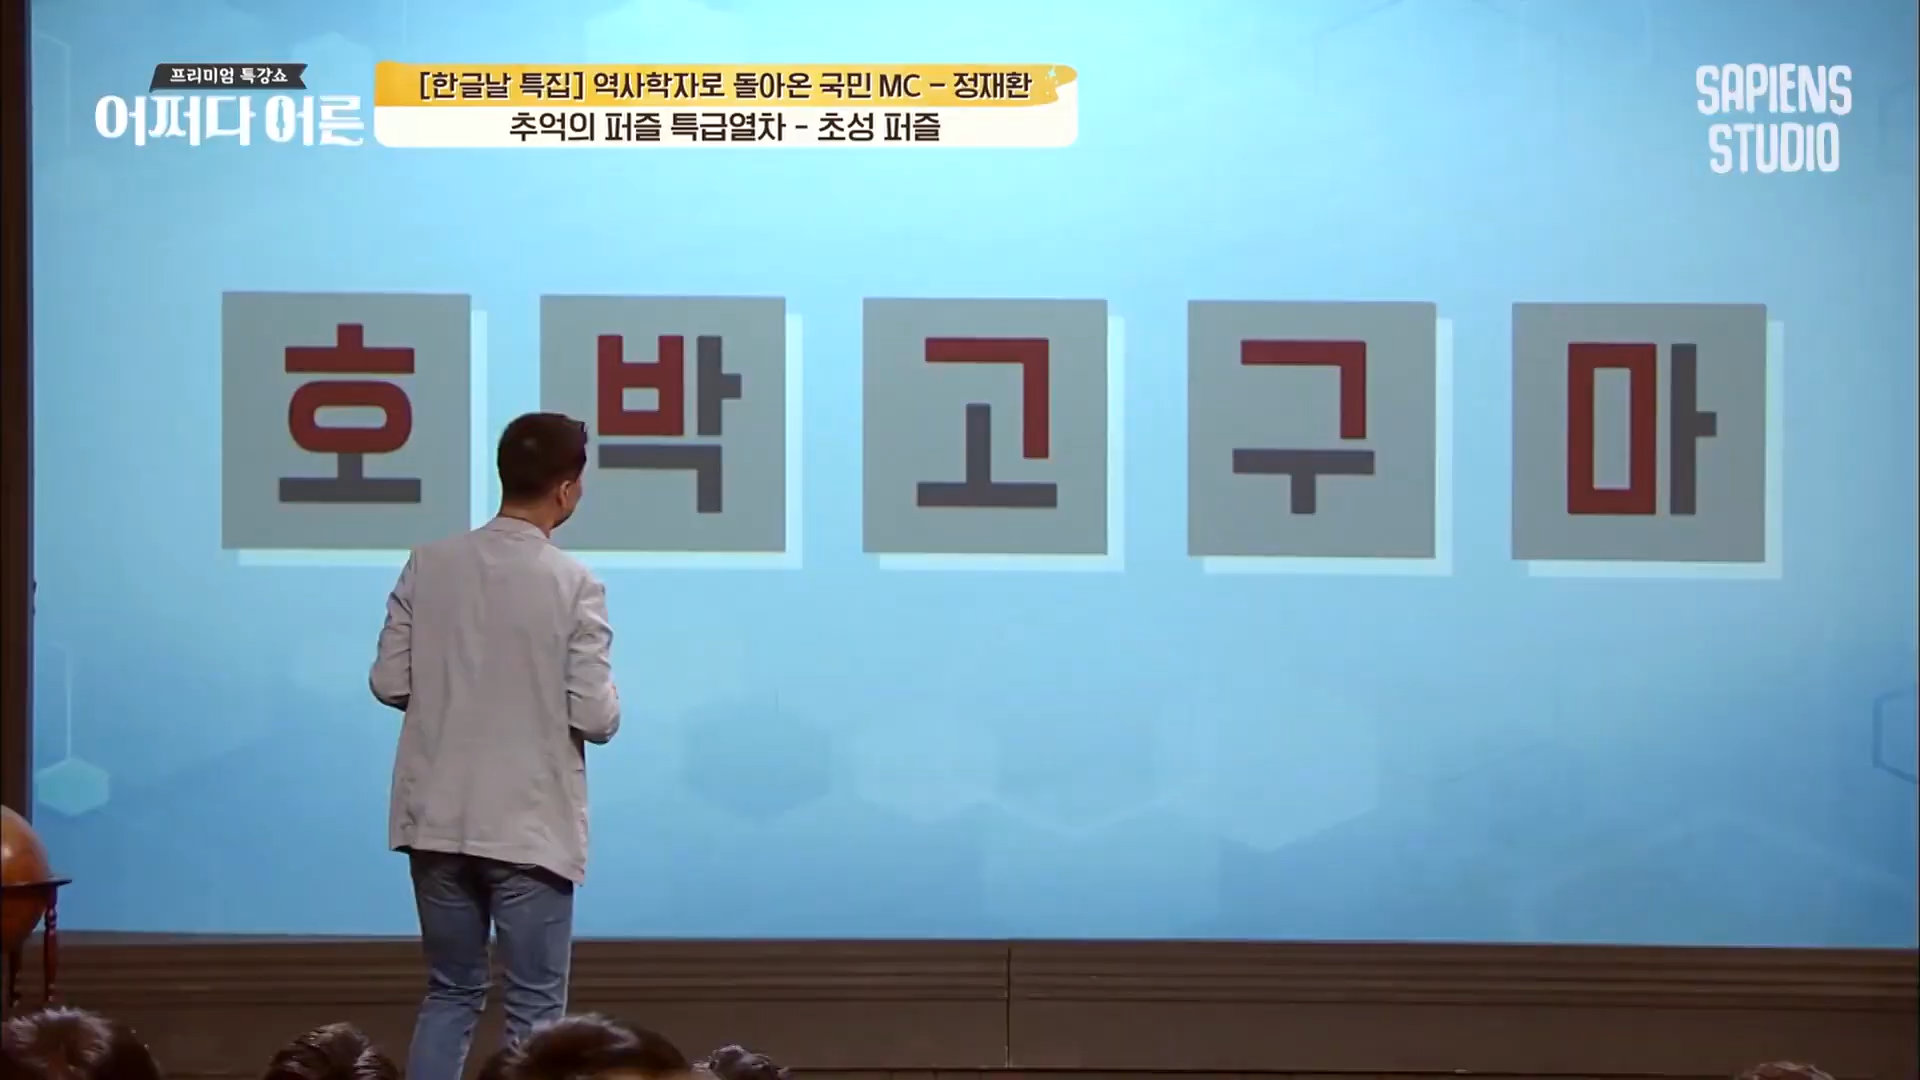 프리미엄 특강쇼
어쩌다 어른
[한글날 특집] 역사학자로 돌아온 국민 MC - 정재환
추억의 퍼즐 특급열차 - 초성 퍼즐
SAPIENS
STUDIO
호박고구마